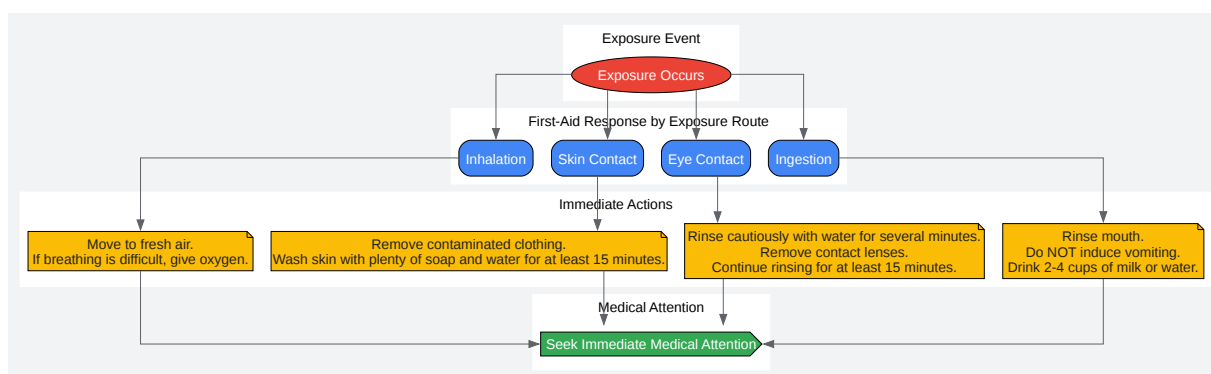 Exposure Event
Exposure Occurs
First-Aid Response by Exposure Route
Inhalation
Skin Contact
Eye Contact
Ingestion
Immediate Actions
Move to fresh air.
If breathing is difficult, give oxygen.
Remove contaminated clothing.
Wash skin with plenty of soap and water for at least 15 minutes.
Rinse cautiously with water for several minutes.
Remove contact lenses.
Continue rinsing for at least 15 minutes.
Rinse mouth.
Do NOT induce vomiting.
Drink 2-4 cups of milk or water.
Medical Attention
Seek Immediate Medical Attention